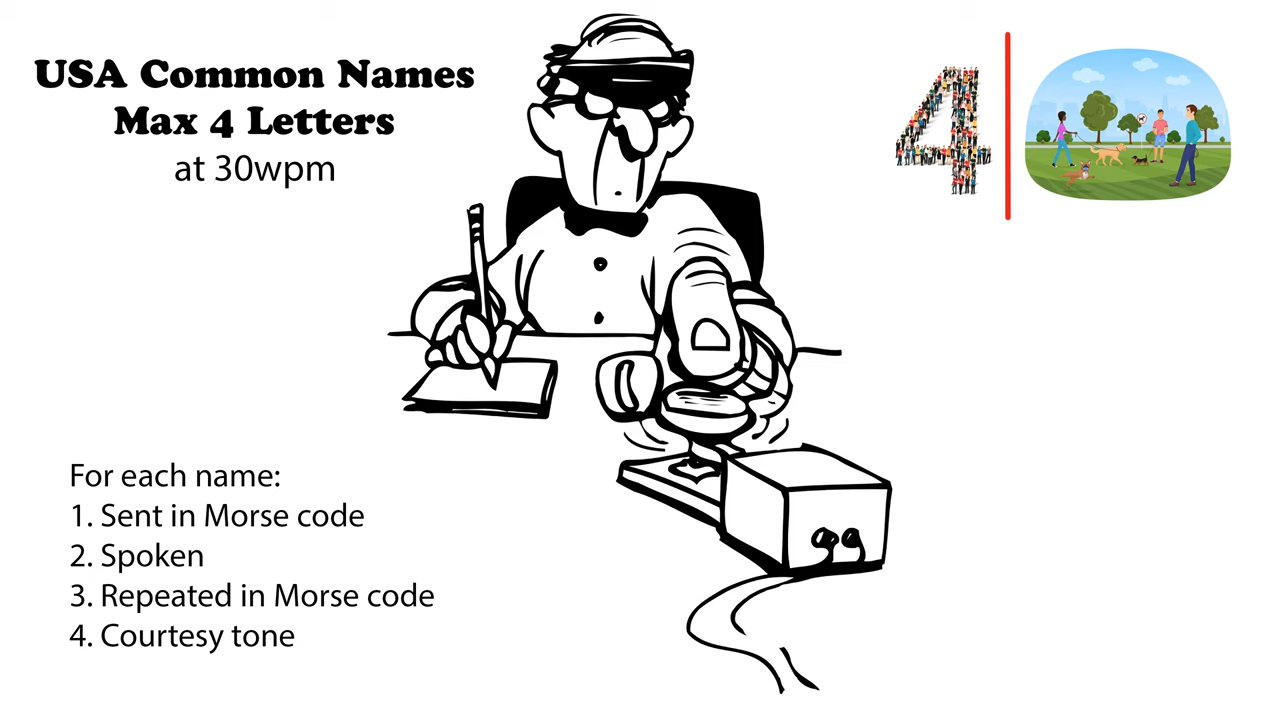 USA Common Names
Max 4 Letters
at 30wpm
4
For each name:
1. Sent in Morse code
2. Spoken
3. Repeated in Morse code
4. Courtesy tone